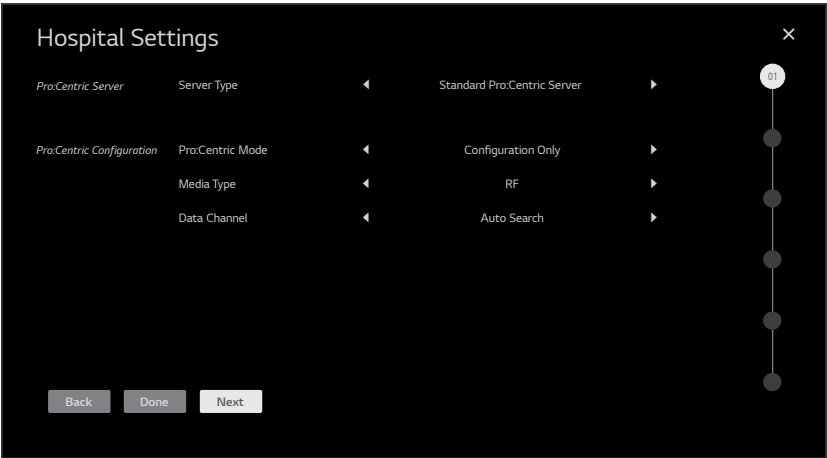 Hospital Settings
Pro:Centric Server Server Type Standard Pro:Centric Server
01
Pro:Centric Configuration Pro:Centric Mode Configuration Only
Media Type RF
Data Channel Auto Search
Back Done Next